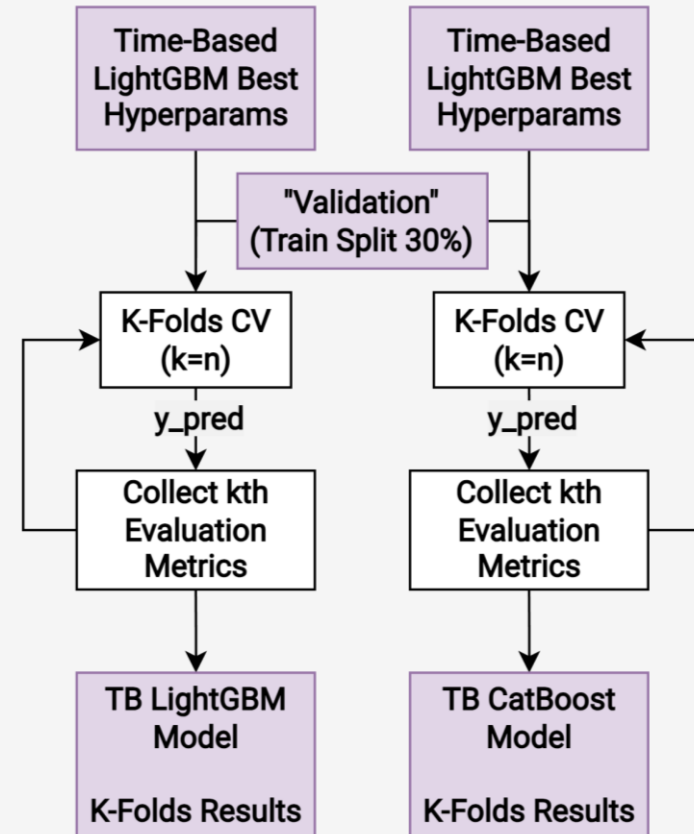 Time-Based
LightGBM Best
Hyperparams
Time-Based
LightGBM Best
Hyperparams
"Validation"
(Train Split 30%)
K-Folds CV
(k=n)
K-Folds CV
(k=n)
y_pred
y_pred
Collect kth
Evaluation
Metrics
Collect kth
Evaluation
Metrics
TB LightGBM
Model
K-Folds Results
TB CatBoost
Model
K-Folds Results